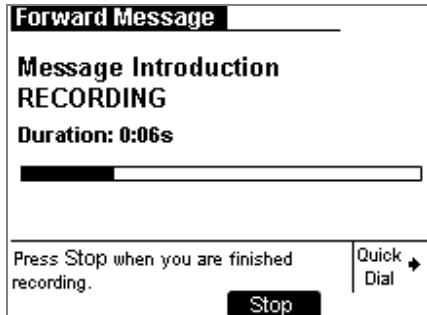 Forward Message
Message Introduction
RECORDING
Duration: 0:06s
Press Stop when you are finished
recording.
Quick
Dial
Stop